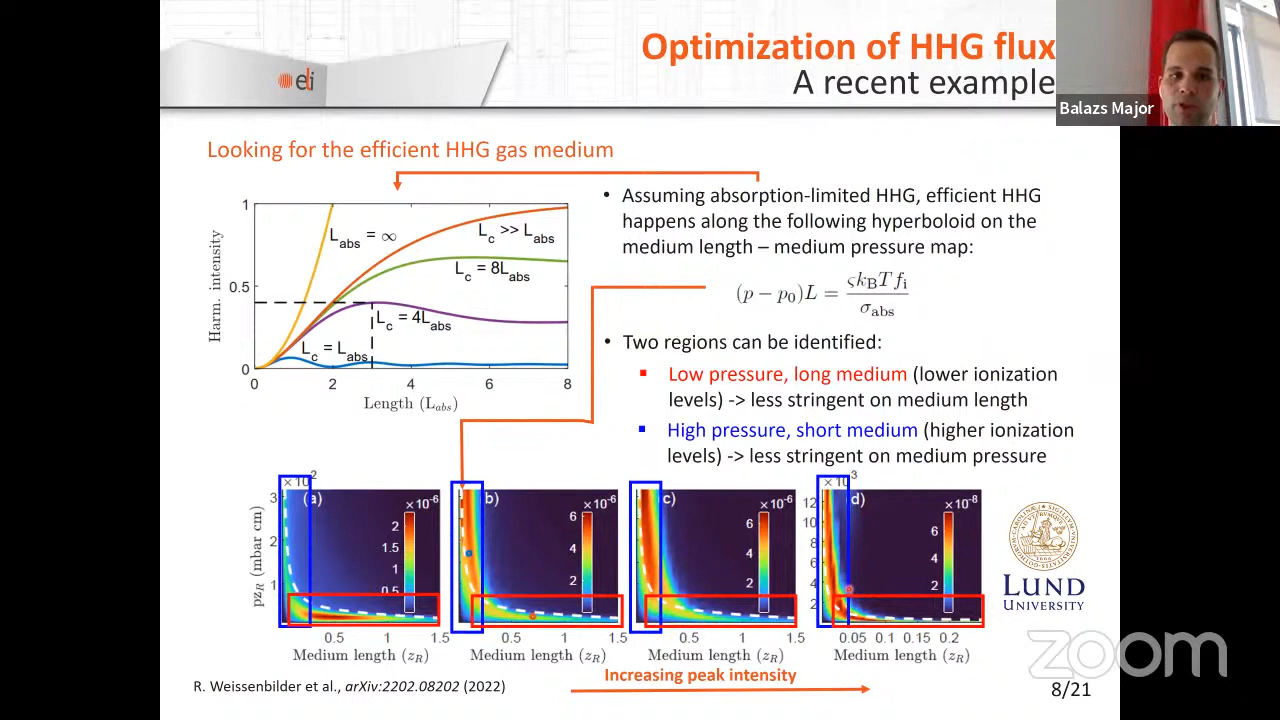 Optimization of HHG flux
A recent example
eli
Balazs Major
Looking for the efficient HHG gas medium
1
0.5
0
Harm. intensity
L_abs = ∞
L_c >> L_abs
L_c = 8L_abs
L_c = 4L_abs
L_c = L_abs
0 2 4 6 8
Length (L_abs)
• Assuming absorption-limited HHG, efficient HHG
happens along the following hyperboloid on the
medium length – medium pressure map:
(p − p₀)L = ςk_BTf_i / σ_abs
• Two regions can be identified:
▪ Low pressure, long medium (lower ionization
levels) -> less stringent on medium length
▪ High pressure, short medium (higher ionization
levels) -> less stringent on medium pressure
pz_R (mbar cm)
3
2
1
×10²
(a)
×10⁻⁶
2
1.5
1
0.5
0.5 1 1.5
Medium length (z_R)
b)
×10⁻⁶
6
4
2
0.5 1 1.5
Medium length (z_R)
c)
×10⁻⁶
6
4
2
0.5 1 1.5
Medium length (z_R)
×10³
12
10
8
6
4
2
d)
×10⁻⁸
6
4
2
0.05 0.1 0.15 0.2
Medium length (z_R)
LUND
UNIVERSITY
Increasing peak intensity
R. Weissenbilder et al., arXiv:2202.08202 (2022)
8/21
zoom